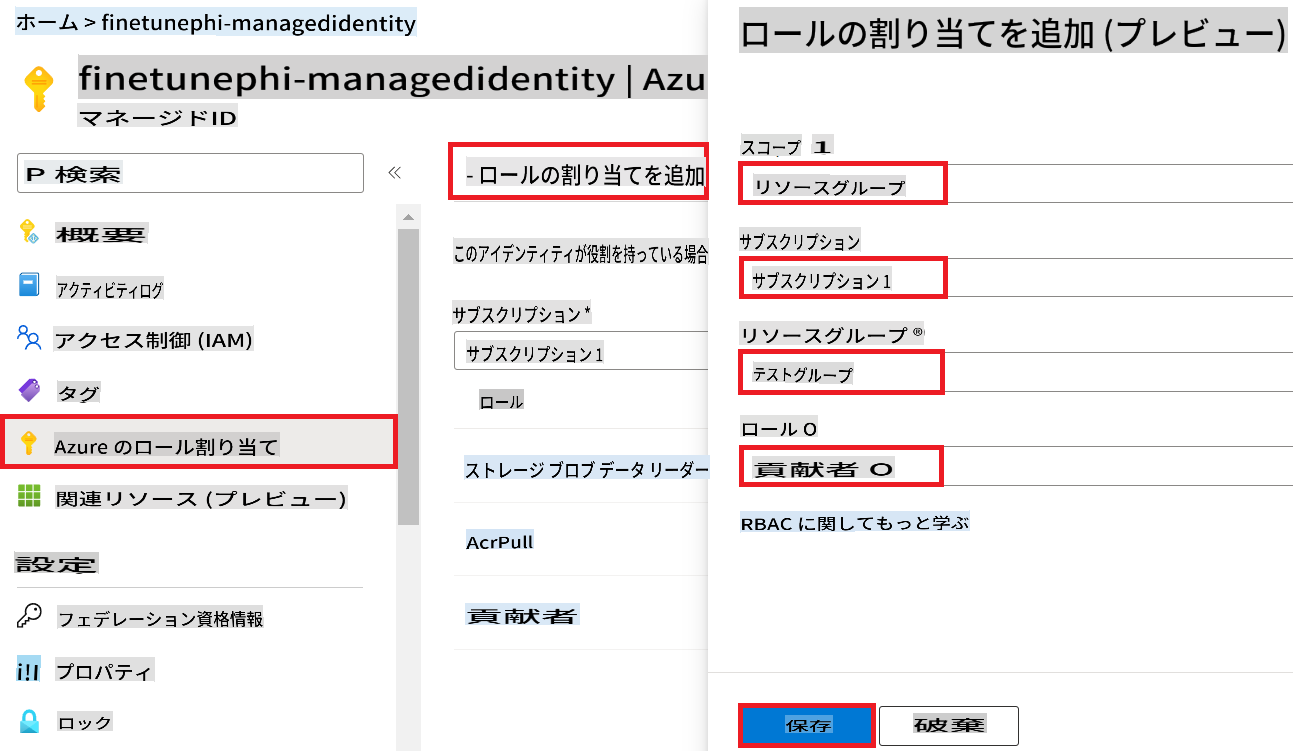 ホーム > finetunephi-managedidentity
finetunephi-managedidentity | Azu
マネージドID
P 検索
«
概要
アクティビティログ
アクセス制御 (IAM)
タグ
Azure のロール割り当て
関連リソース (プレビュー)
設定
フェデレーション資格情報
プロパティ
ロック
- ロールの割り当てを追加
このアイデンティティが役割を持っている場合
サブスクリプション *
サブスクリプション 1
ロール
ストレージ ブロブ データ リーダー
AcrPull
貢献者
ロールの割り当てを追加 (プレビュー)
スコープ 1
リソースグループ
サブスクリプション
サブスクリプション 1
リソースグループ ®
テストグループ
ロール O
貢献者 O
RBAC に関してもっと学ぶ
保存
破棄